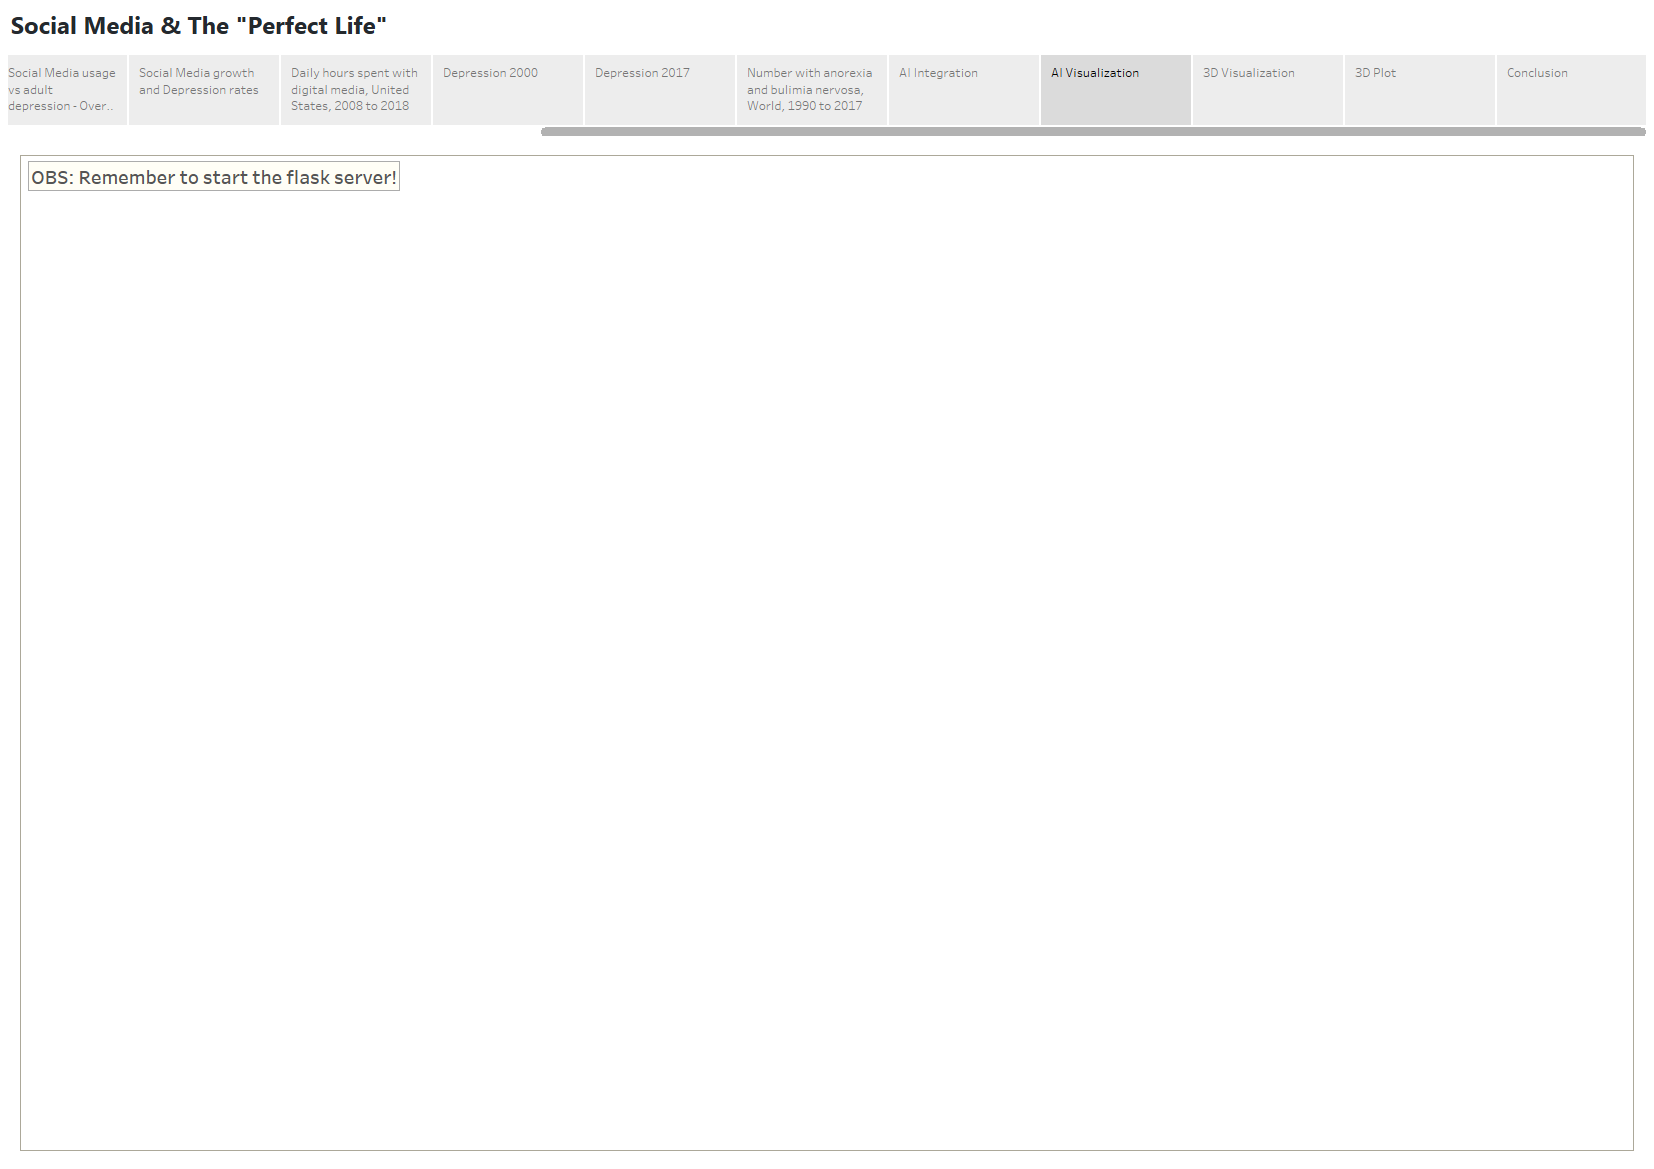 Social Media & The "Perfect Life"
Social Media usage
vs adult
depression - Over..
Social Media growth
and Depression rates
Daily hours spent with
digital media, United
States, 2008 to 2018
Depression 2000
Depression 2017
Number with anorexia
and bulimia nervosa,
World, 1990 to 2017
AI Integration
AI Visualization
3D Visualization
3D Plot
Conclusion
OBS: Remember to start the flask server!